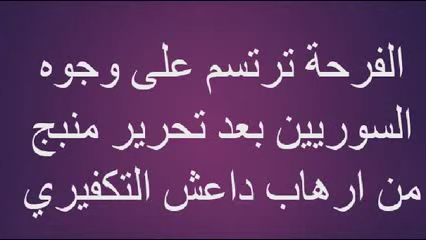 الفرحة ترتسم على وجوه
السوريين بعد تحرير منبج
من ارهاب داعش التكفيري